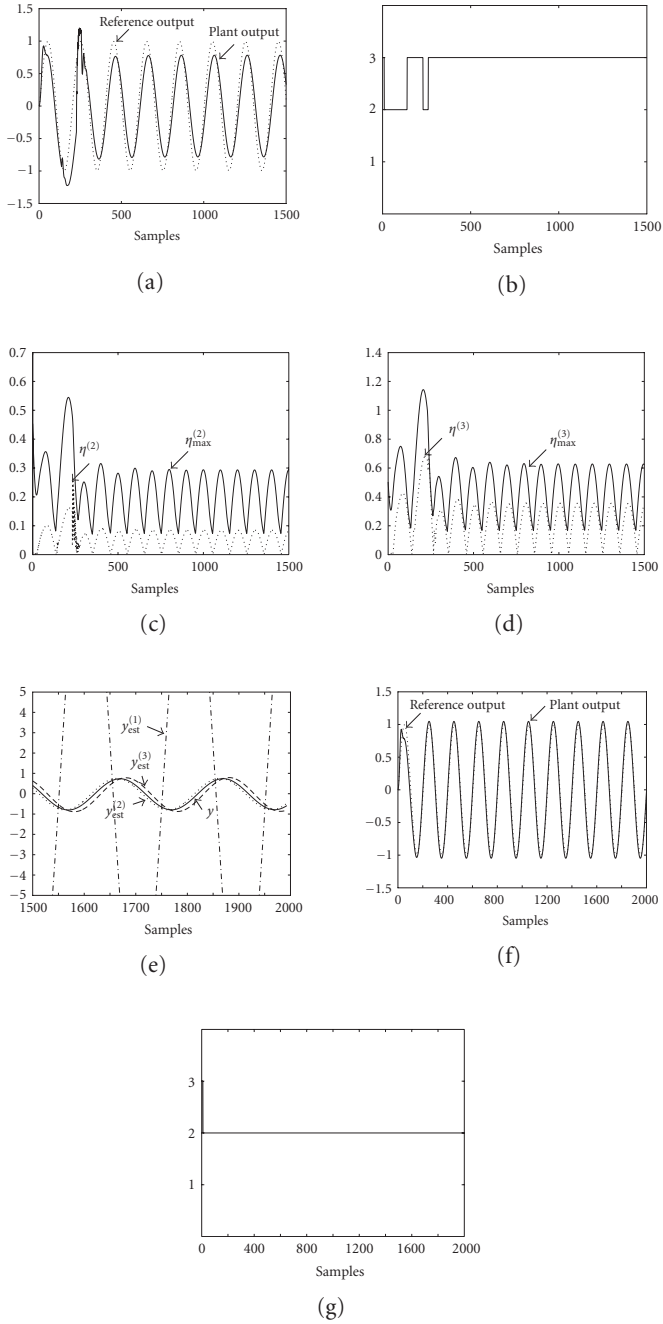 Reference output
Plant output
1.5
1
0.5
0
−0.5
−1
−1.5
0 500 1000 1500
Samples
(a)
3
2
1
0 500 1000 1500
Samples
(b)
0.7
0.6
0.5
0.4
0.3
0.2
0.1
0
η(2)
η(2)max
0 500 1000 1500
Samples
(c)
1.4
1.2
1
0.8
0.6
0.4
0.2
0
η(3)
η(3)max
0 500 1000 1500
Samples
(d)
5
4
3
2
1
0
−1
−2
−3
−4
−5
y(1)est
y(3)est
y(2)est
y
1500 1600 1700 1800 1900 2000
Samples
(e)
Reference output Plant output
1.5
1
0.5
0
−0.5
−1
−1.5
0 400 800 1200 1600 2000
Samples
(f)
3
2
1
0 400 800 1200 1600 2000
Samples
(g)